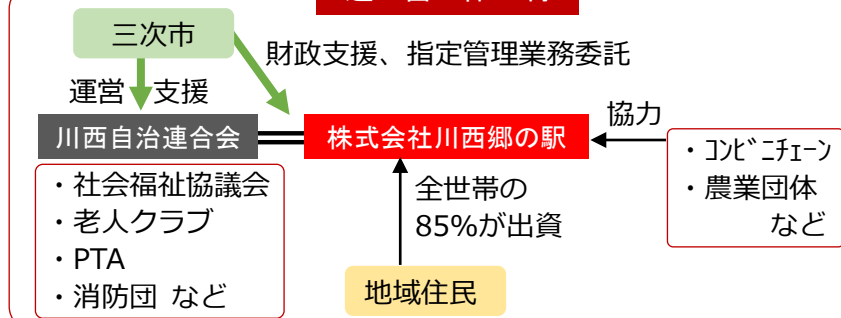 三次市
財政支援、指定管理業務委託
運営 支援
川西自治連合会
株式会社川西郷の駅
協力
・社会福祉協議会
・老人クラブ
・PTA
・消防団 など
全世帯の
85%が出資
地域住民
・ｺﾝﾋﾞﾆﾁｪｰﾝ
・農業団体
など